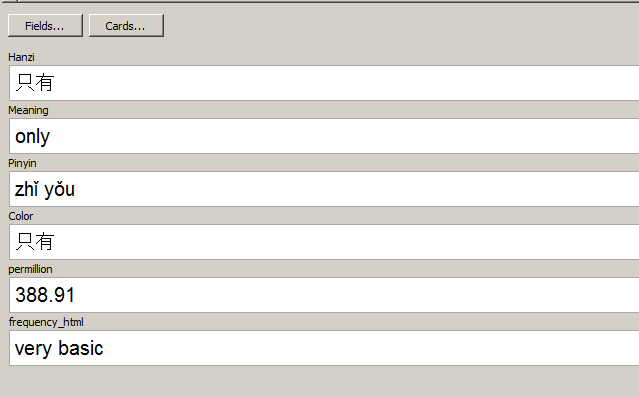 Fields... Cards...
Hanzi
只有
Meaning
only
Pinyin
zhǐ yǒu
Color
只有
permillion
388.91
frequency_html
very basic